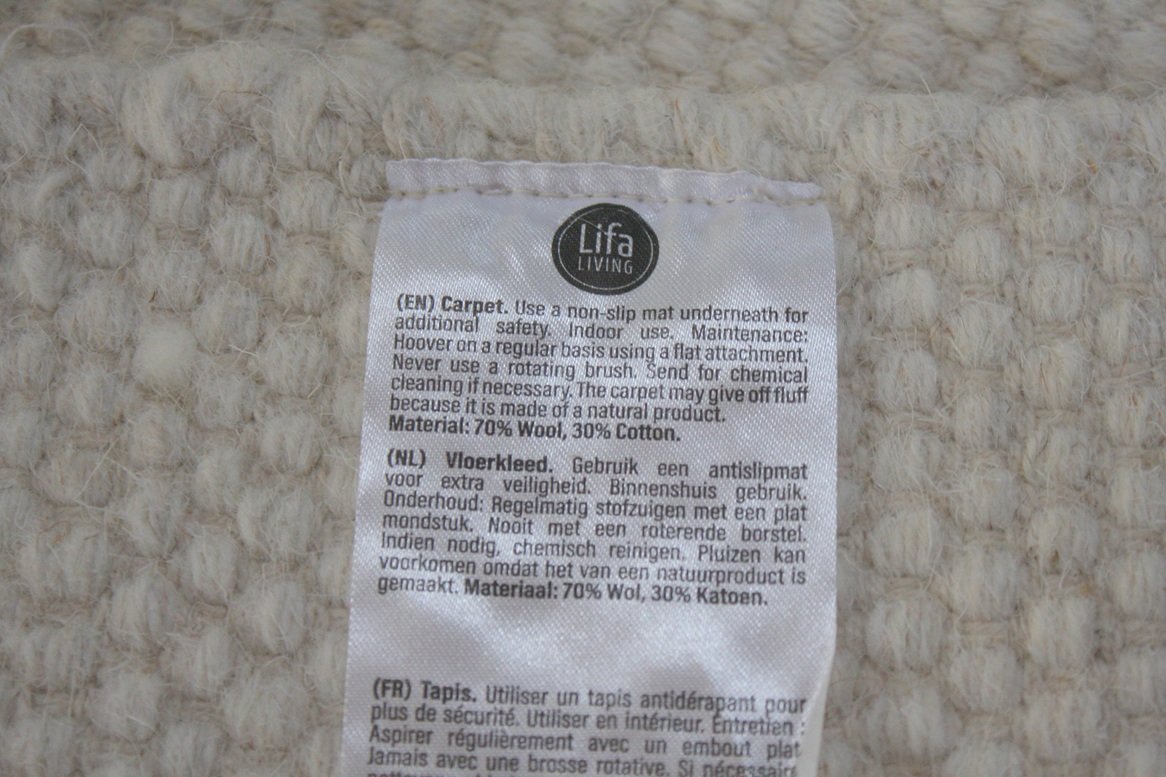 Lifa
LIVING
(EN) Carpet. Use a non-slip mat underneath for
additional safety. Indoor use. Maintenance:
Hoover on a regular basis using a flat attachment.
Never use a rotating brush. Send for chemical
cleaning if necessary. The carpet may give off fluff
because it is made of a natural product.
Material: 70% Wool, 30% Cotton.
(NL) Vloerkleed. Gebruik een antislipmat
voor extra veiligheid. Binnenshuis gebruik.
Onderhoud: Regelmatig stofzuigen met een plat
mondstuk. Nooit met een roterende borstel.
Indien nodig, chemisch reinigen. Pluizen kan
voorkomen omdat het van een natuurproduct is
gemaakt. Materiaal: 70% Wol, 30% Katoen.
(FR) Tapis. Utiliser un tapis antidérapant pour
plus de sécurité. Utiliser en intérieur. Entretien :
Aspirer régulièrement avec un embout plat
Jamais avec une brosse rotative. Si nécessaire